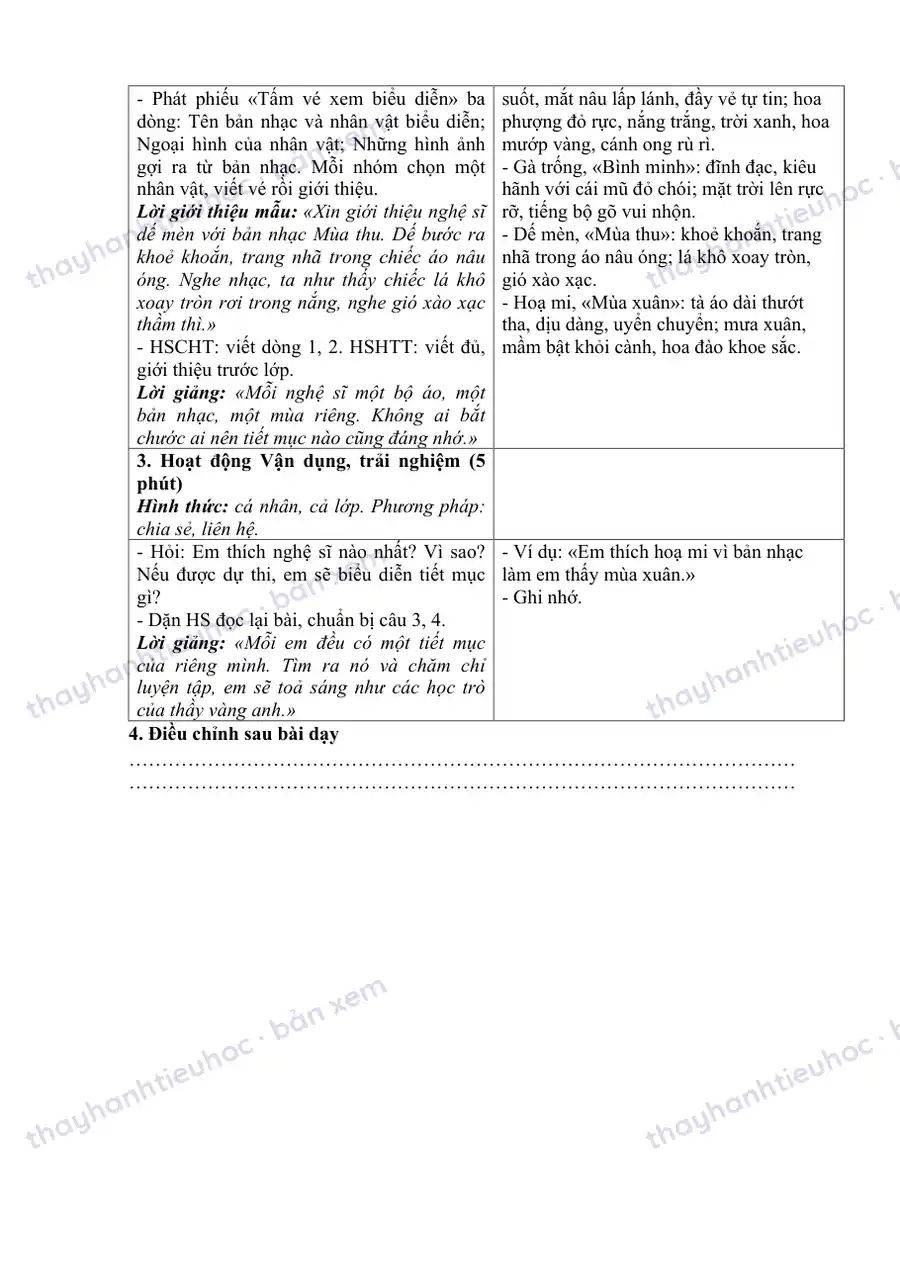 - Phát phiếu «Tấm vé xem biểu diễn» ba
dòng: Tên bản nhạc và nhân vật biểu diễn;
Ngoại hình của nhân vật; Những hình ảnh
gợi ra từ bản nhạc. Mỗi nhóm chọn một
nhân vật, viết vé rồi giới thiệu.
Lời giới thiệu mẫu: «Xin giới thiệu nghệ sĩ
dế mèn với bản nhạc Mùa thu. Dế bước ra
khoẻ khoắn, trang nhã trong chiếc áo nâu
óng. Nghe nhạc, ta như thấy chiếc lá khô
xoay tròn rơi trong nắng, nghe gió xào xạc
thầm thì.»
- HSCHT: viết dòng 1, 2. HSHTT: viết đủ,
giới thiệu trước lớp.
Lời giảng: «Mỗi nghệ sĩ một bộ áo, một
bản nhạc, một mùa riêng. Không ai bắt
chước ai nên tiết mục nào cũng đáng nhớ.»
suốt, mắt nâu lấp lánh, đầy vẻ tự tin; hoa
phượng đỏ rực, nắng trắng, trời xanh, hoa
mướp vàng, cánh ong rù rì.
- Gà trống, «Bình minh»: đĩnh đạc, kiêu
hãnh với cái mũ đỏ chói; mặt trời lên rực
rỡ, tiếng bộ gõ vui nhộn.
- Dế mèn, «Mùa thu»: khoẻ khoắn, trang
nhã trong áo nâu óng; lá khô xoay tròn,
gió xào xạc.
- Hoạ mi, «Mùa xuân»: tà áo dài thướt
tha, dịu dàng, uyển chuyển; mưa xuân,
mầm bật khỏi cành, hoa đào khoe sắc.
3. Hoạt động Vận dụng, trải nghiệm (5
phút)
Hình thức: cá nhân, cả lớp. Phương pháp:
chia sẻ, liên hệ.
- Hỏi: Em thích nghệ sĩ nào nhất? Vì sao?
Nếu được dự thi, em sẽ biểu diễn tiết mục
gì?
- Dặn HS đọc lại bài, chuẩn bị câu 3, 4.
Lời giảng: «Mỗi em đều có một tiết mục
của riêng mình. Tìm ra nó và chăm chỉ
luyện tập, em sẽ toả sáng như các học trò
của thầy vàng anh.»
- Ví dụ: «Em thích hoạ mi vì bản nhạc
làm em thấy mùa xuân.»
- Ghi nhớ.
4. Điều chỉnh sau bài dạy
…………………………………………………………………………………………
…………………………………………………………………………………………
thayhanhtieuhoc · bản xem
thayhanhtieuhoc · b
thayhanhtieuhoc · bản xem
thayhanhtieuhoc · b
thayhanhtieuhoc · bản xem
thayhanhtieuhoc · b